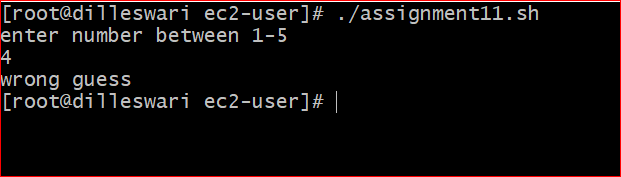 [root@dilleswari ec2-user]# ./assignment11.sh
enter number between 1-5
4
wrong guess
[root@dilleswari ec2-user]#